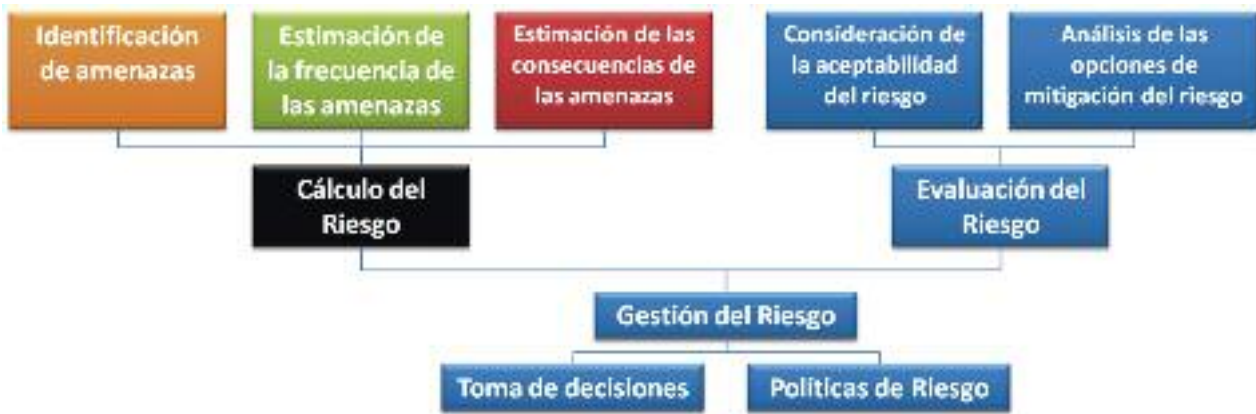 Identificación
de amenazas
Estimación de
la frecuencia de
las amenazas
Estimación de las
consecuencias de
las amenazas
Consideración de
la aceptabilidad
del riesgo
Análisis de las
opciones de
mitigación del riesgo
Cálculo del
Riesgo
Evaluación del
Riesgo
Gestión del Riesgo
Toma de decisiones
Políticas de Riesgo